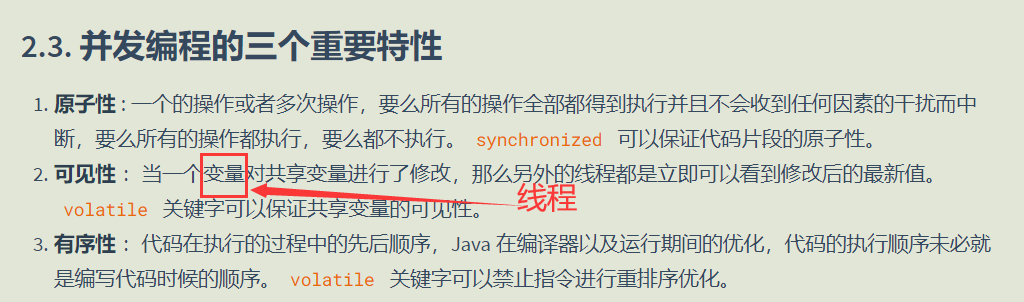 2.3. 并发编程的三个重要特性
1. 原子性 : 一个的操作或者多次操作，要么所有的操作全部都得到执行并且不会收到任何因素的干扰而中
断，要么所有的操作都执行，要么都不执行。 synchronized 可以保证代码片段的原子性。
2. 可见性 ：当一个变量对共享变量进行了修改，那么另外的线程都是立即可以看到修改后的最新值。
volatile 关键字可以保证共享变量的可见性。
线程
3. 有序性 ：代码在执行的过程中的先后顺序，Java 在编译器以及运行期间的优化，代码的执行顺序未必就
是编写代码时候的顺序。 volatile 关键字可以禁止指令进行重排序优化。